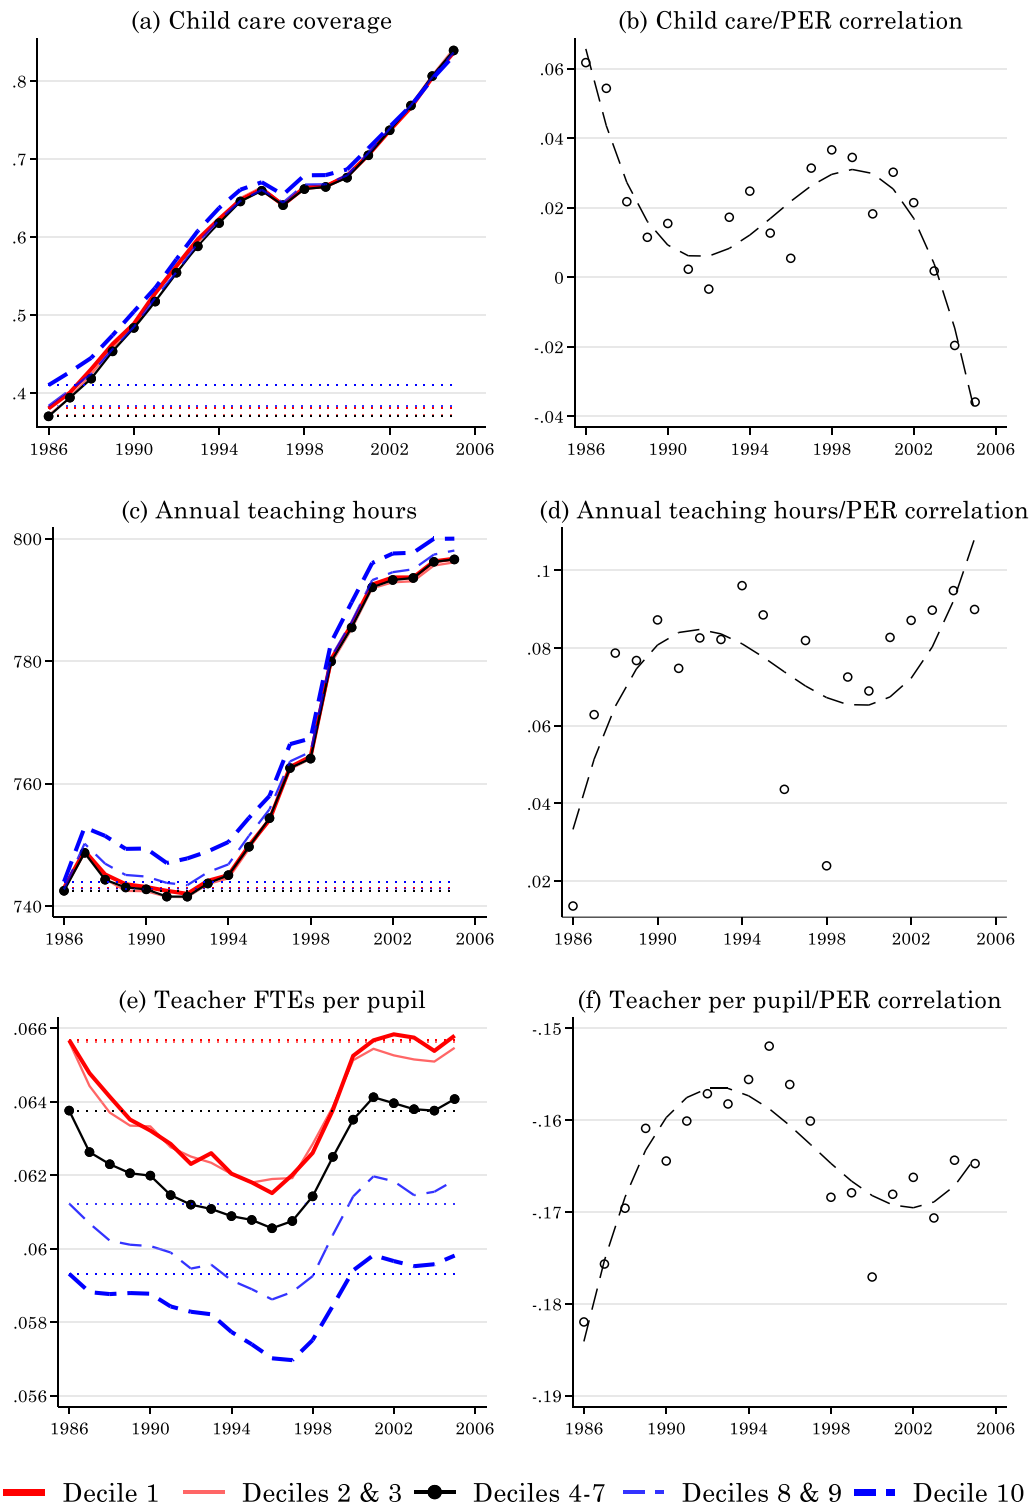 (a) Child care coverage
.8
.7
.6
.5
.4
1986 1990 1994 1998 2002 2006
(b) Child care/PER correlation
.06
.04
.02
0
-.02
-.04
1986 1990 1994 1998 2002 2006
(c) Annual teaching hours
800
780
760
740
1986 1990 1994 1998 2002 2006
(d) Annual teaching hours/PER correlation
.1
.08
.06
.04
.02
1986 1990 1994 1998 2002 2006
(e) Teacher FTEs per pupil
.066
.064
.062
.06
.058
.056
1986 1990 1994 1998 2002 2006
(f) Teacher per pupil/PER correlation
-.15
-.16
-.17
-.18
-.19
1986 1990 1994 1998 2002 2006
Decile 1 Deciles 2 & 3 Deciles 4-7 Deciles 8 & 9 Decile 10